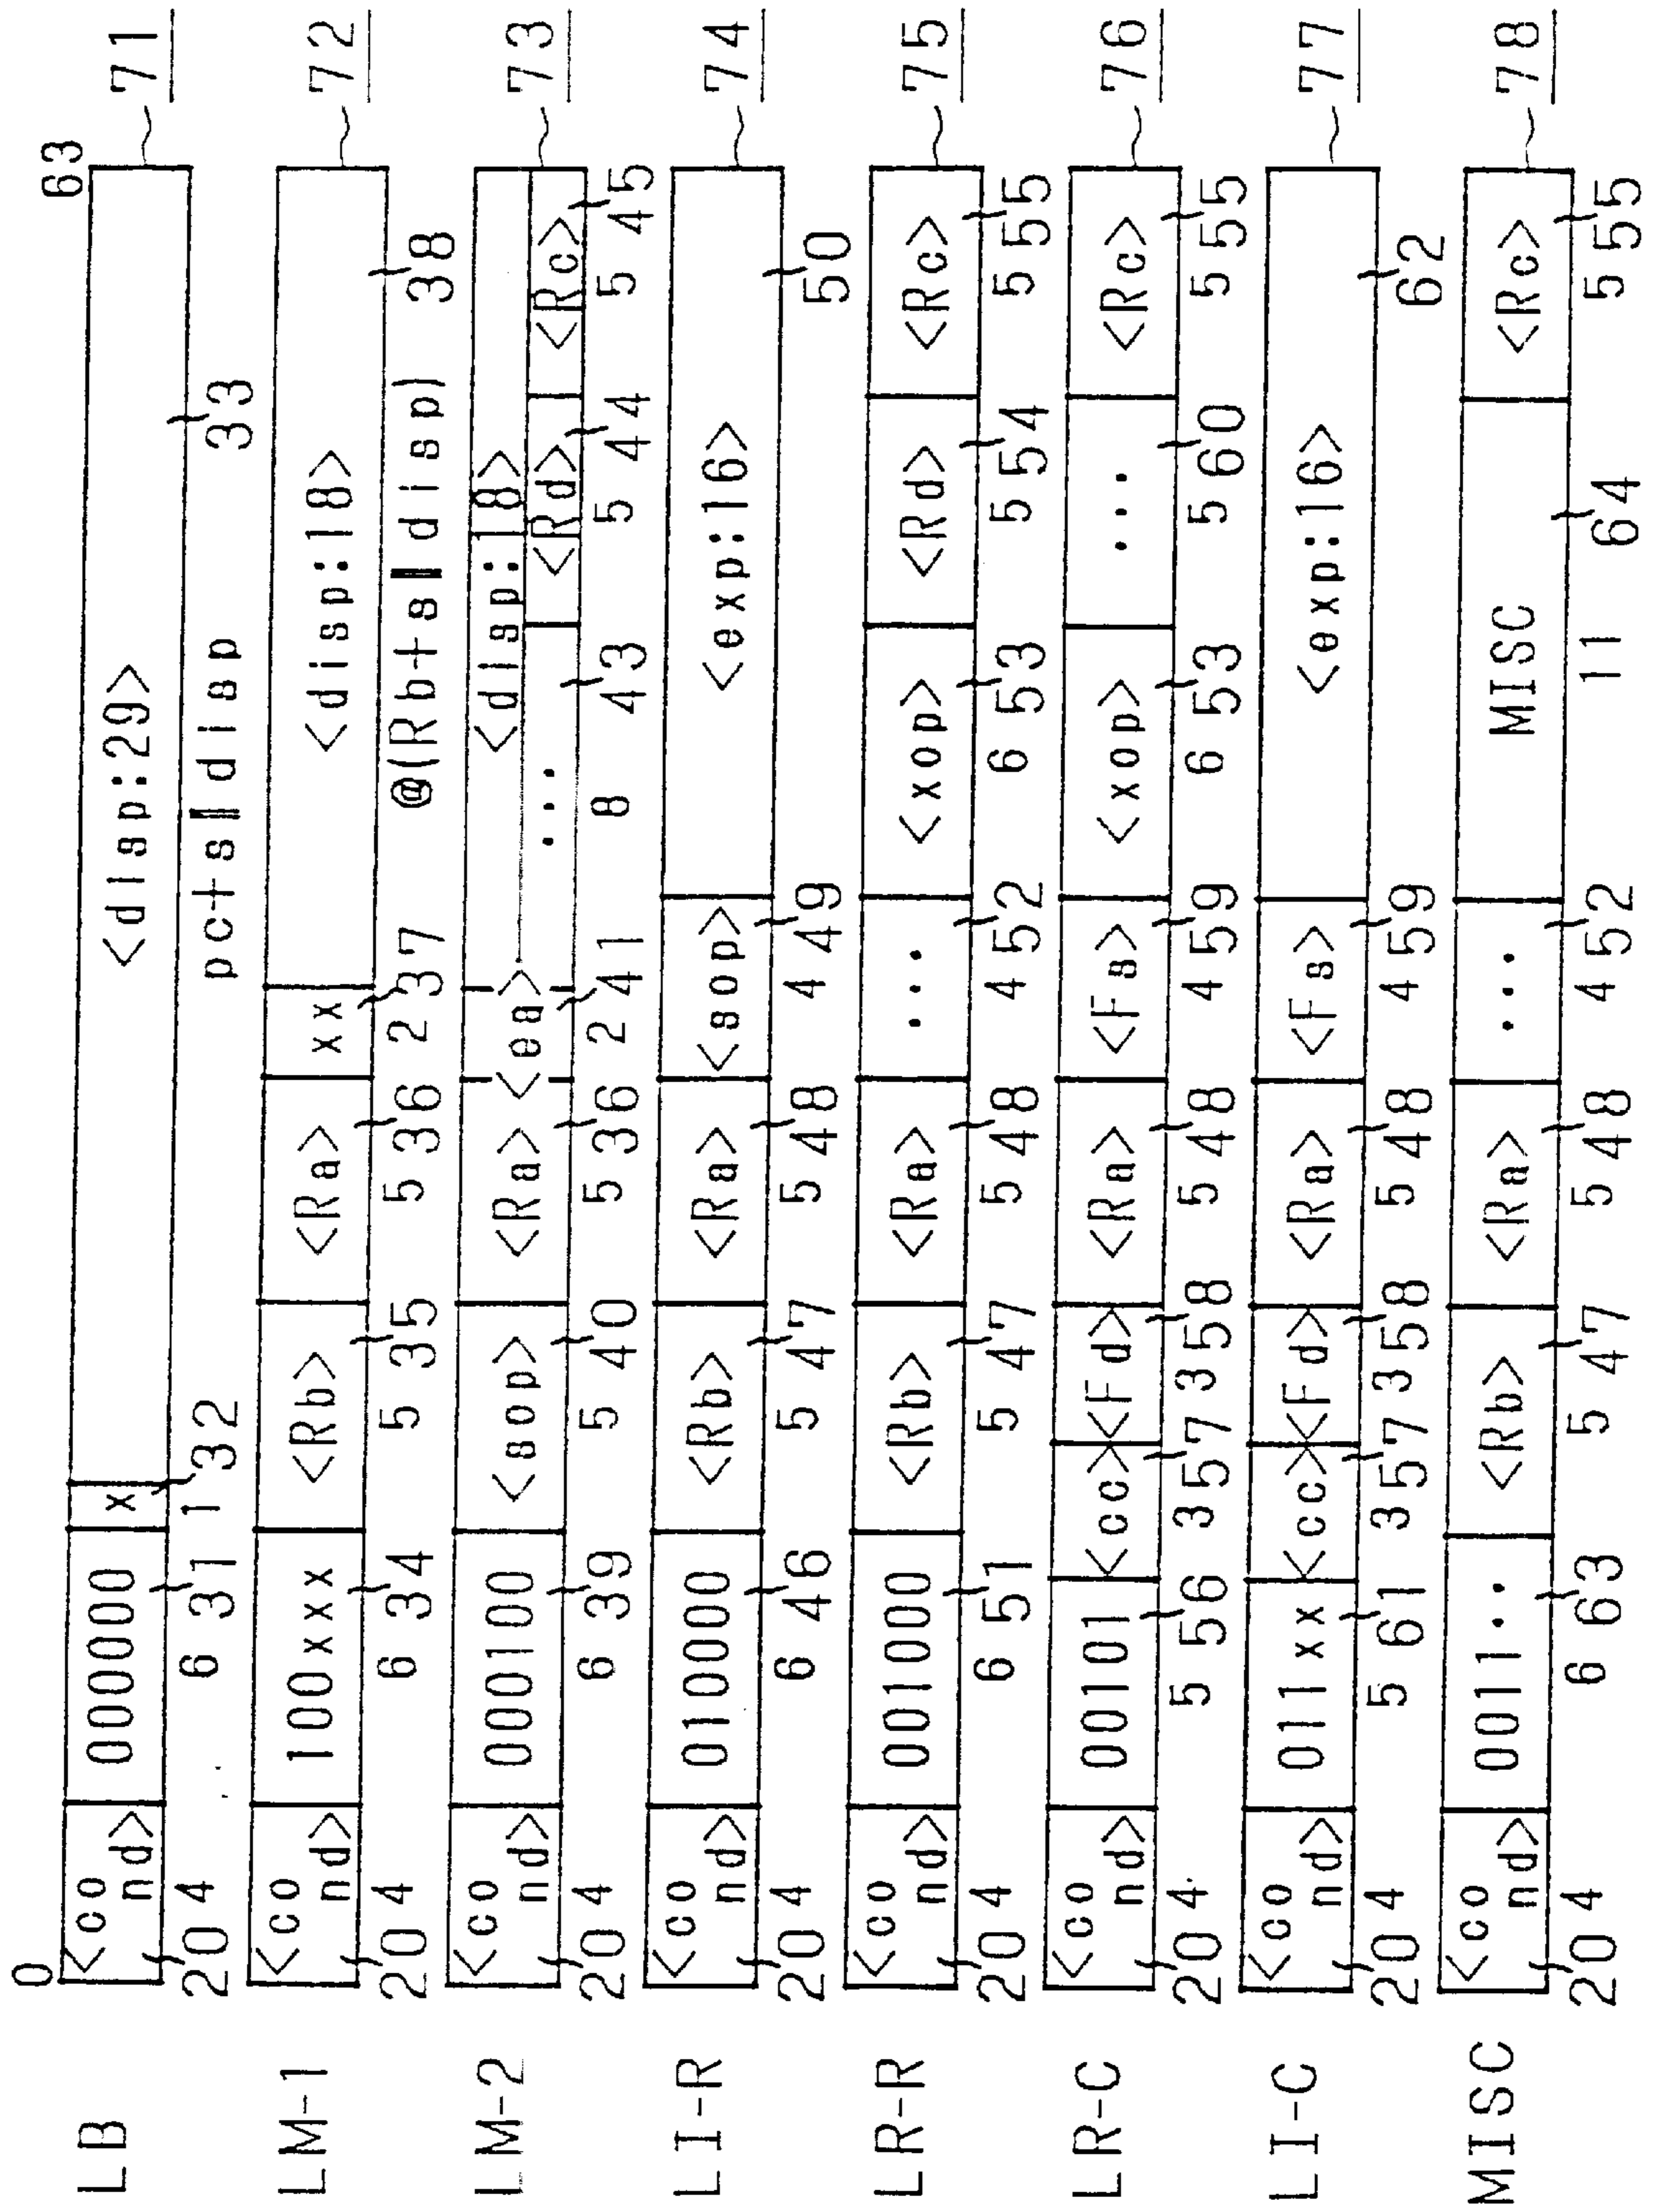 0 63
LB <co nd> 000000 x <disp:29> 71
20 4 6 31 1 32 33
pc+s‖disp
LM-1 <co nd> 100xxx <Rb> <Ra> xx <disp:18> 72
20 4 6 34 5 35 5 36 2 37 @(Rb+s‖disp) 38
LM-2 <co nd> 000100 <sop> <Ra> <ea> <disp:18> 73
... <Rd> <Rc>
20 4 6 39 5 40 5 36 2 41 8 43 5 44 5 45
LI-R <co nd> 010000 <Rb> <Ra> <sop> <exp:16> 74
20 4 6 46 5 47 5 48 4 49 50
LR-R <co nd> 001000 <Rb> <Ra> ... <xop> <Rd> <Rc> 75
20 4 6 51 5 47 5 48 4 52 6 53 5 54 5 55
LR-C <co nd> 00101 <cc> <Fd> <Ra> <Fs> <xop> ... <Rc> 76
20 4 5 56 3 57 3 58 5 48 4 59 6 53 5 60 5 55
LI-C <co nd> 011xx <cc> <Fd> <Ra> <Fs> <exp:16> 77
20 4 5 61 3 57 3 58 5 48 4 59 62
MISC <co nd> 0011.. <Rb> <Ra> ... MISC <Rc> 78
20 4 6 63 5 47 5 48 4 52 11 64 5 55